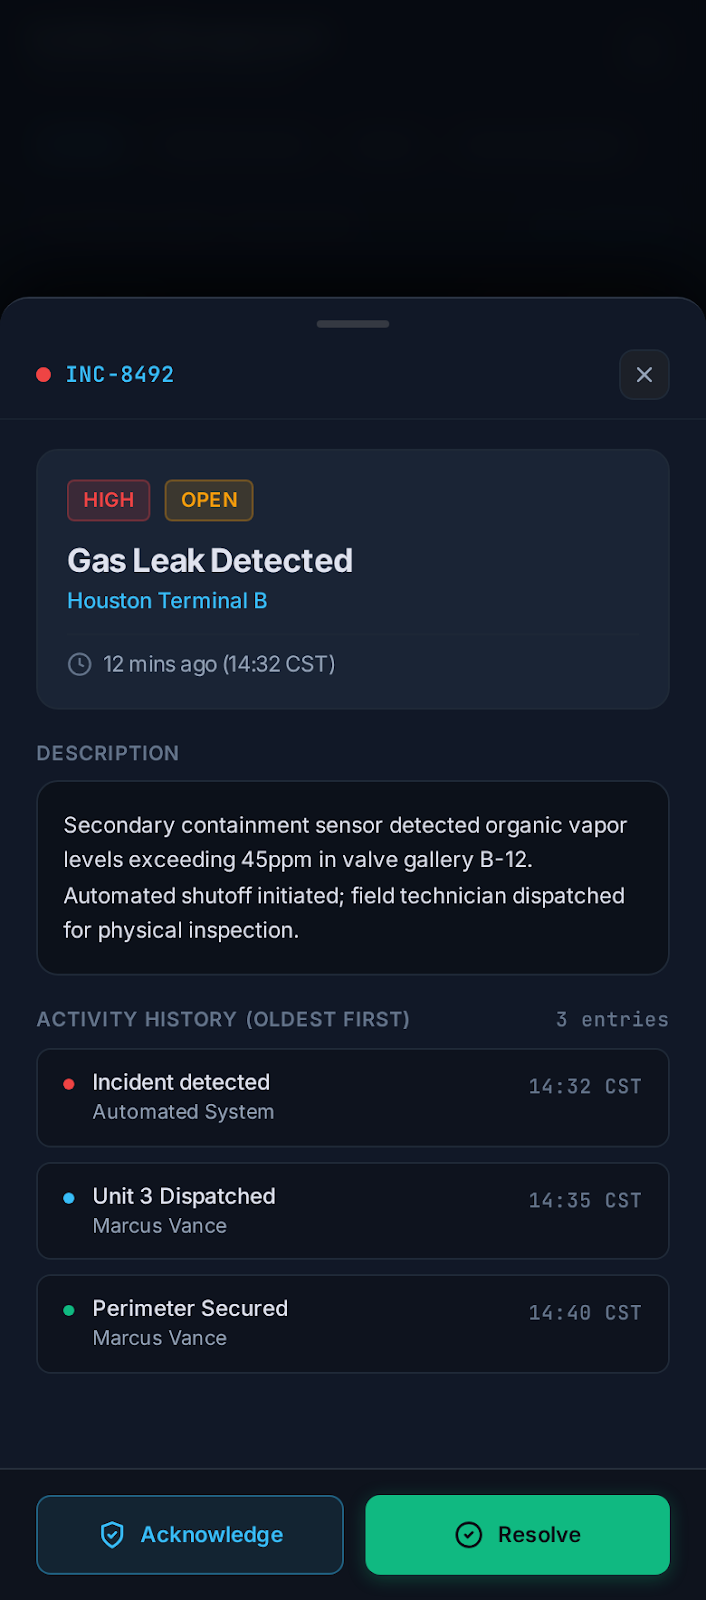 INC-8492
HIGH OPEN
Gas Leak Detected
Houston Terminal B
12 mins ago (14:32 CST)
DESCRIPTION
Secondary containment sensor detected organic vapor
levels exceeding 45ppm in valve gallery B-12.
Automated shutoff initiated; field technician dispatched
for physical inspection.
ACTIVITY HISTORY (OLDEST FIRST) 3 entries
Incident detected 14:32 CST
Automated System
Unit 3 Dispatched 14:35 CST
Marcus Vance
Perimeter Secured 14:40 CST
Marcus Vance
Acknowledge Resolve